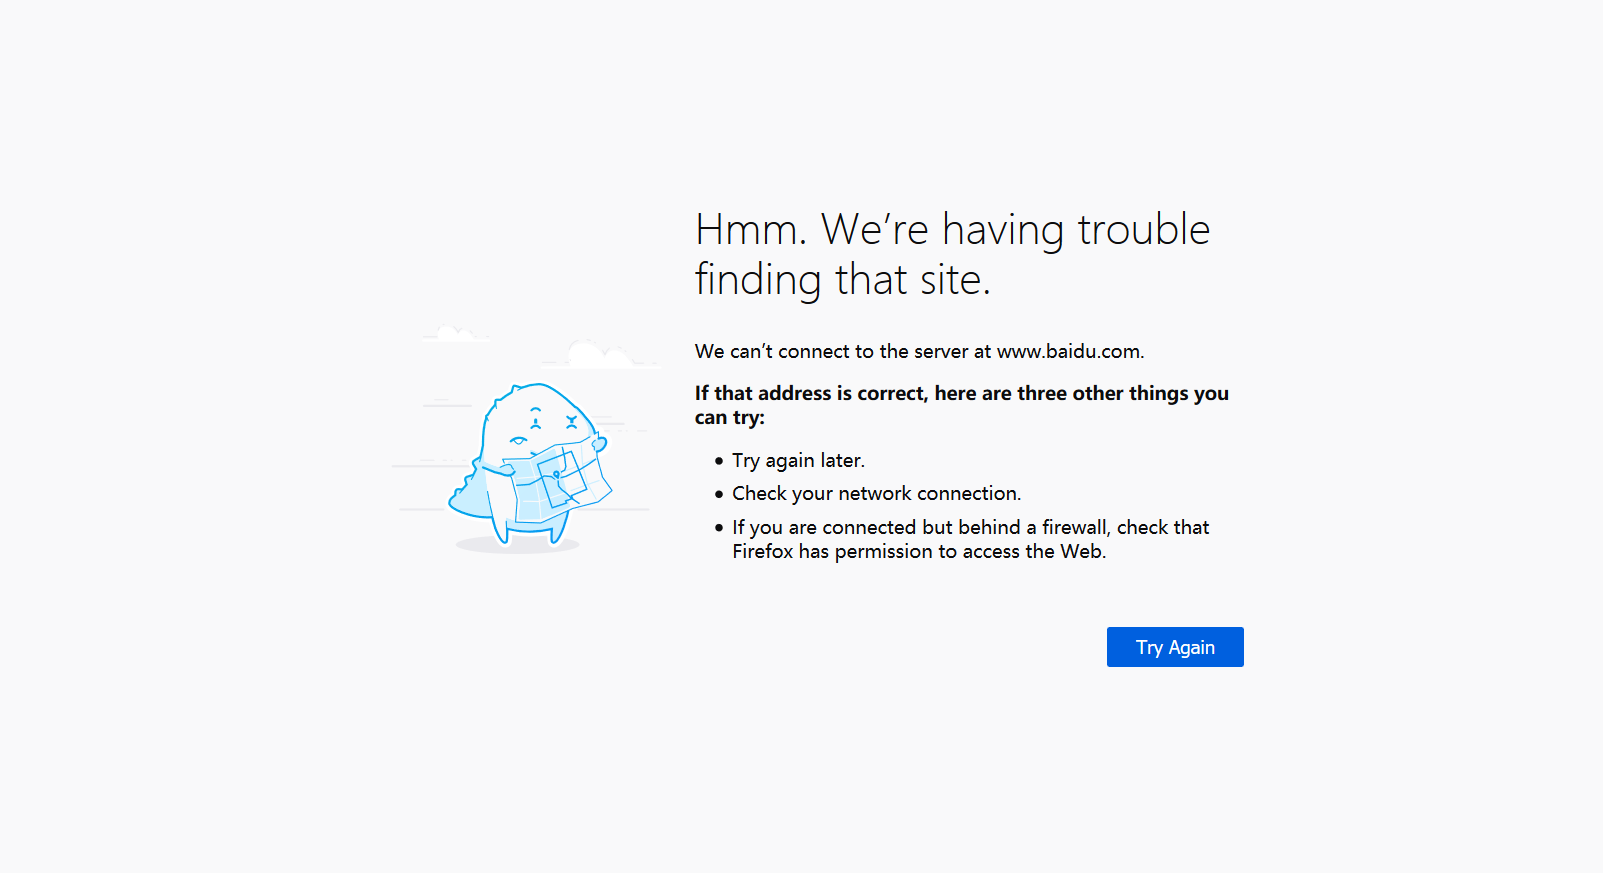 Hmm. We’re having trouble
finding that site.
We can’t connect to the server at www.baidu.com.
If that address is correct, here are three other things you
can try:
Try again later.
Check your network connection.
If you are connected but behind a firewall, check that
Firefox has permission to access the Web.
Try Again